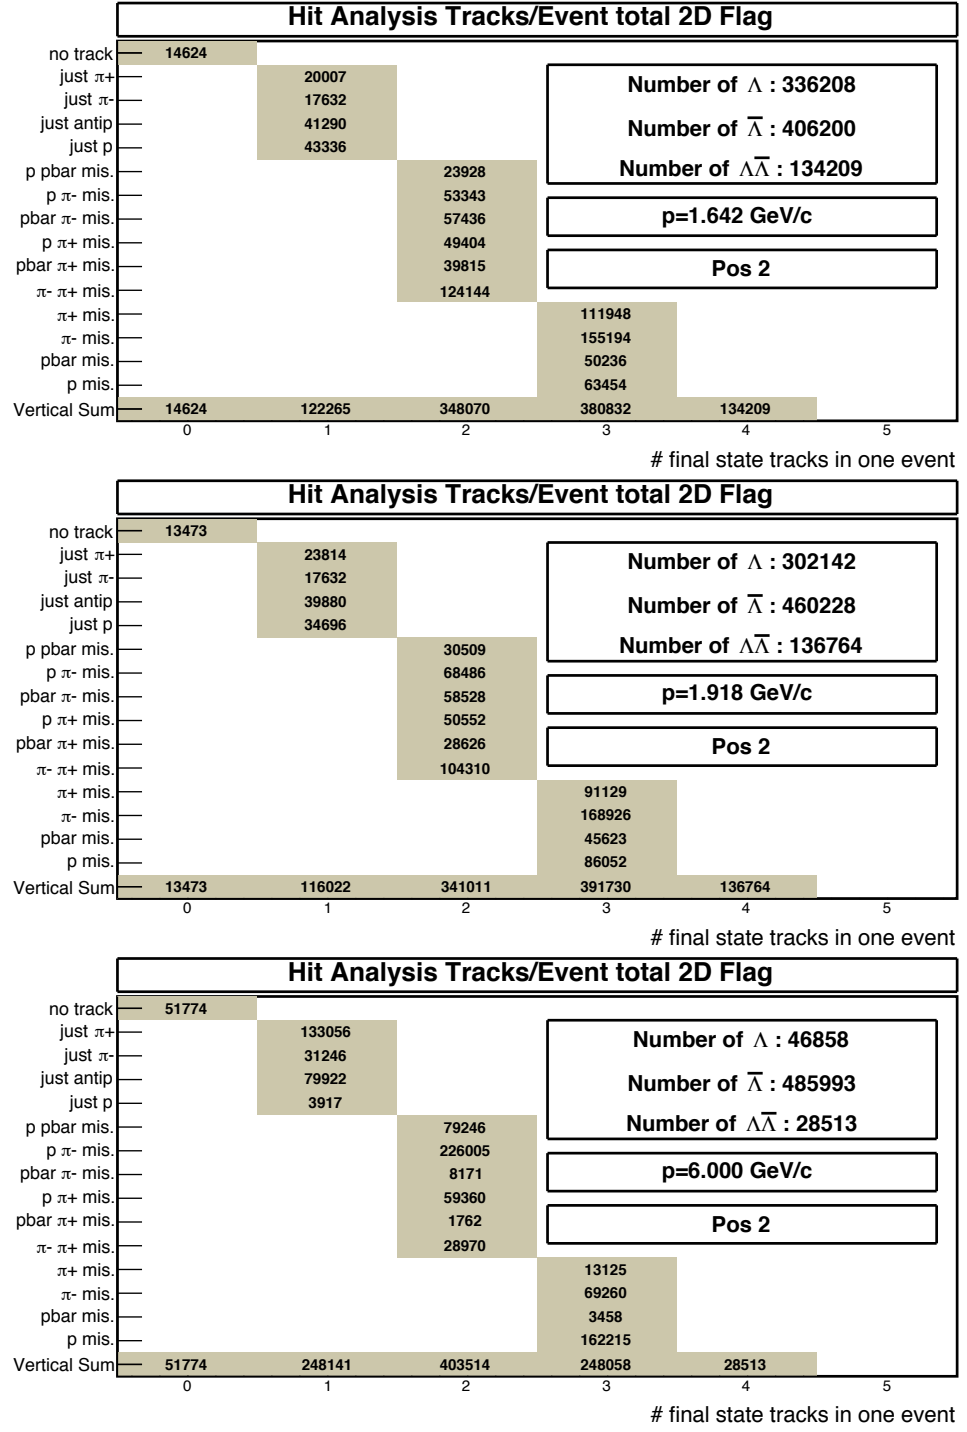 Hit Analysis Tracks/Event total 2D Flag
no track 14624
just π+ 20007
just π- 17632
just antip 41290
just p 43336
p pbar mis. 23928
p π- mis. 53343
pbar π- mis. 57436
p π+ mis. 49404
pbar π+ mis. 39815
π- π+ mis. 124144
π+ mis. 111948
π- mis. 155194
pbar mis. 50236
p mis. 63454
Vertical Sum 14624 122265 348070 380832 134209
Number of Λ : 336208
Number of Λ̅ : 406200
Number of ΛΛ̅ : 134209
p=1.642 GeV/c
Pos 2
0 1 2 3 4 5
# final state tracks in one event
Hit Analysis Tracks/Event total 2D Flag
no track 13473
just π+ 23814
just π- 17632
just antip 39880
just p 34696
p pbar mis. 30509
p π- mis. 68486
pbar π- mis. 58528
p π+ mis. 50552
pbar π+ mis. 28626
π- π+ mis. 104310
π+ mis. 91129
π- mis. 168926
pbar mis. 45623
p mis. 86052
Vertical Sum 13473 116022 341011 391730 136764
Number of Λ : 302142
Number of Λ̅ : 460228
Number of ΛΛ̅ : 136764
p=1.918 GeV/c
Pos 2
0 1 2 3 4 5
# final state tracks in one event
Hit Analysis Tracks/Event total 2D Flag
no track 51774
just π+ 133056
just π- 31246
just antip 79922
just p 3917
p pbar mis. 79246
p π- mis. 226005
pbar π- mis. 8171
p π+ mis. 59360
pbar π+ mis. 1762
π- π+ mis. 28970
π+ mis. 13125
π- mis. 69260
pbar mis. 3458
p mis. 162215
Vertical Sum 51774 248141 403514 248058 28513
Number of Λ : 46858
Number of Λ̅ : 485993
Number of ΛΛ̅ : 28513
p=6.000 GeV/c
Pos 2
0 1 2 3 4 5
# final state tracks in one event